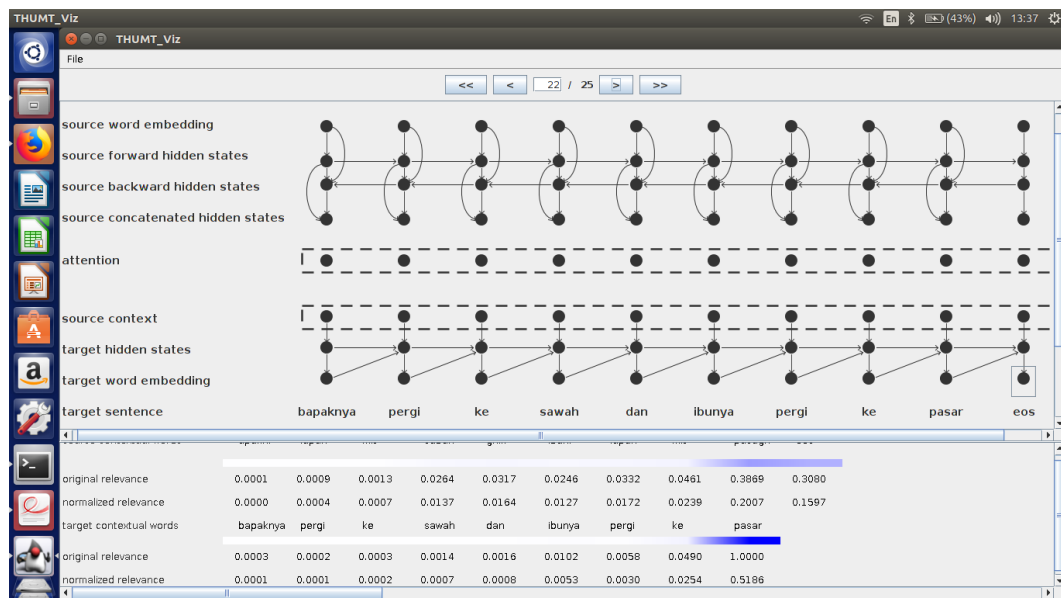 THUMT_Viz En (43%) 13:37
THUMT_Viz
File
<< < 22 / 25 > >>
source word embedding
source forward hidden states
source backward hidden states
source concatenated hidden states
attention
source context
target hidden states
target word embedding
target sentence bapaknya pergi ke sawah dan ibunya pergi ke pasar eos
original relevance 0.0001 0.0009 0.0013 0.0264 0.0317 0.0246 0.0332 0.0461 0.3869 0.3080
normalized relevance 0.0000 0.0004 0.0007 0.0137 0.0164 0.0127 0.0172 0.0239 0.2007 0.1597
target contextual words bapaknya pergi ke sawah dan ibunya pergi ke pasar
original relevance 0.0003 0.0002 0.0003 0.0014 0.0016 0.0102 0.0058 0.0490 1.0000
normalized relevance 0.0001 0.0001 0.0002 0.0007 0.0008 0.0053 0.0030 0.0254 0.5186